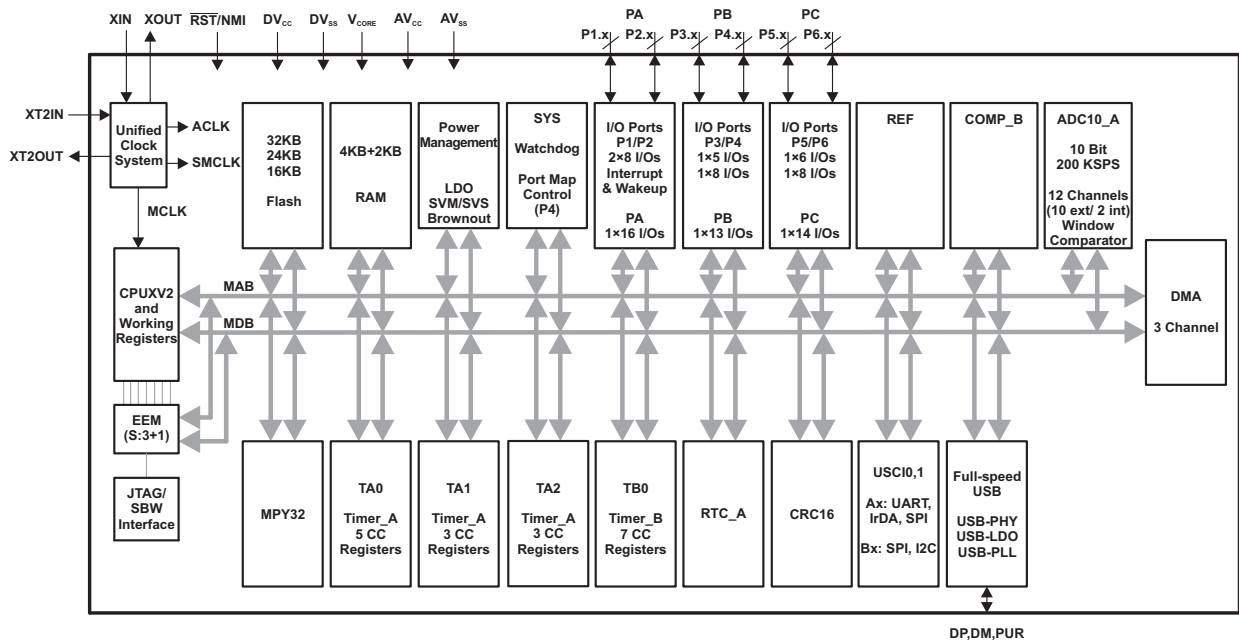 XIN
XOUT
RST/NMI
DVCC
DVSS
VCORE
AVCC
AVSS
PA
PB
PC
P1.x
P2.x
P3.x
P4.x
P5.x
P6.x
XT2IN
XT2OUT
Unified
Clock
System
ACLK
SMCLK
MCLK
32KB
24KB
16KB
Flash
4KB+2KB
RAM
Power
Management
LDO
SVM/SVS
Brownout
SYS
Watchdog
Port Map
Control
(P4)
I/O Ports
P1/P2
2×8 I/Os
Interrupt
& Wakeup
PA
1×16 I/Os
I/O Ports
P3/P4
1×5 I/Os
1×8 I/Os
PB
1×13 I/Os
I/O Ports
P5/P6
1×6 I/Os
1×8 I/Os
PC
1×14 I/Os
REF
COMP_B
ADC10_A
10 Bit
200 KSPS
12 Channels
(10 ext/ 2 int)
Window
Comparator
CPUXV2
and
Working
Registers
MAB
MDB
DMA
3 Channel
EEM
(S:3+1)
JTAG/
SBW
Interface
MPY32
TA0
Timer_A
5 CC
Registers
TA1
Timer_A
3 CC
Registers
TA2
Timer_A
3 CC
Registers
TB0
Timer_B
7 CC
Registers
RTC_A
CRC16
USCI0,1
Ax: UART,
IrDA, SPI
Bx: SPI, I2C
Full-speed
USB
USB-PHY
USB-LDO
USB-PLL
DP,DM,PUR